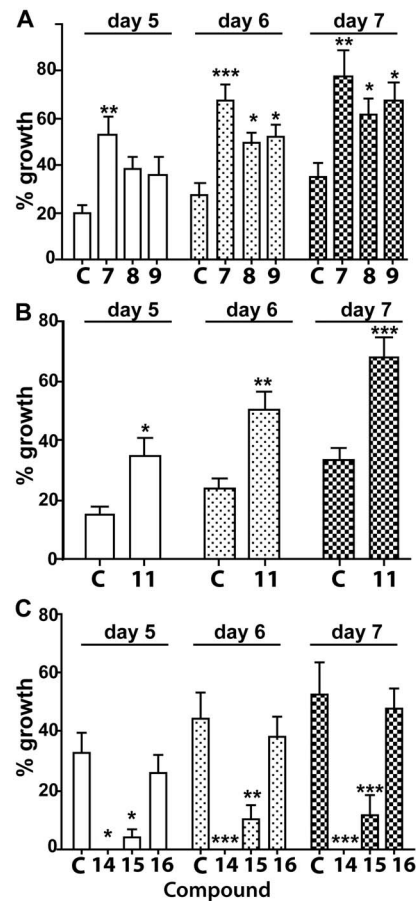 A
day 5 day 6 day 7
% growth
80
60
40
20
0
** *** * * ** * *
C 7 8 9 C 7 8 9 C 7 8 9
B
day 5 day 6 day 7
% growth
80
60
40
20
0
* ** ***
C 11 C 11 C 11
C
day 5 day 6 day 7
% growth
80
60
40
20
0
* * *** ** *** ***
C 14 15 16 C 14 15 16 C 14 15 16
Compound